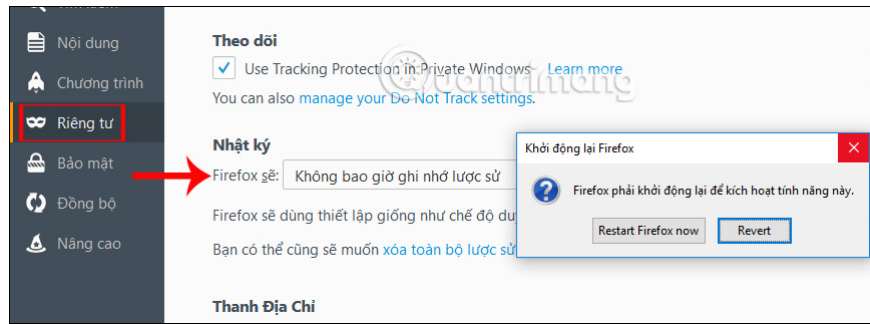 Nội dung
Chương trình
Riêng tư
Bảo mật
Đồng bộ
Nâng cao
Theo dõi
Use Tracking Protection in Private Windows Learn more
You can also manage your Do Not Track settings.
Quantrimang
Nhật ký
Firefox sẽ: Không bao giờ ghi nhớ lược sử
Firefox sẽ dùng thiết lập giống như chế độ
Bạn có thể cũng sẽ muốn xóa toàn bộ lược sử
Thanh Địa Chỉ
Khởi động lại Firefox
Firefox phải khởi động lại để kích hoạt tính năng này.
Restart Firefox now Revert